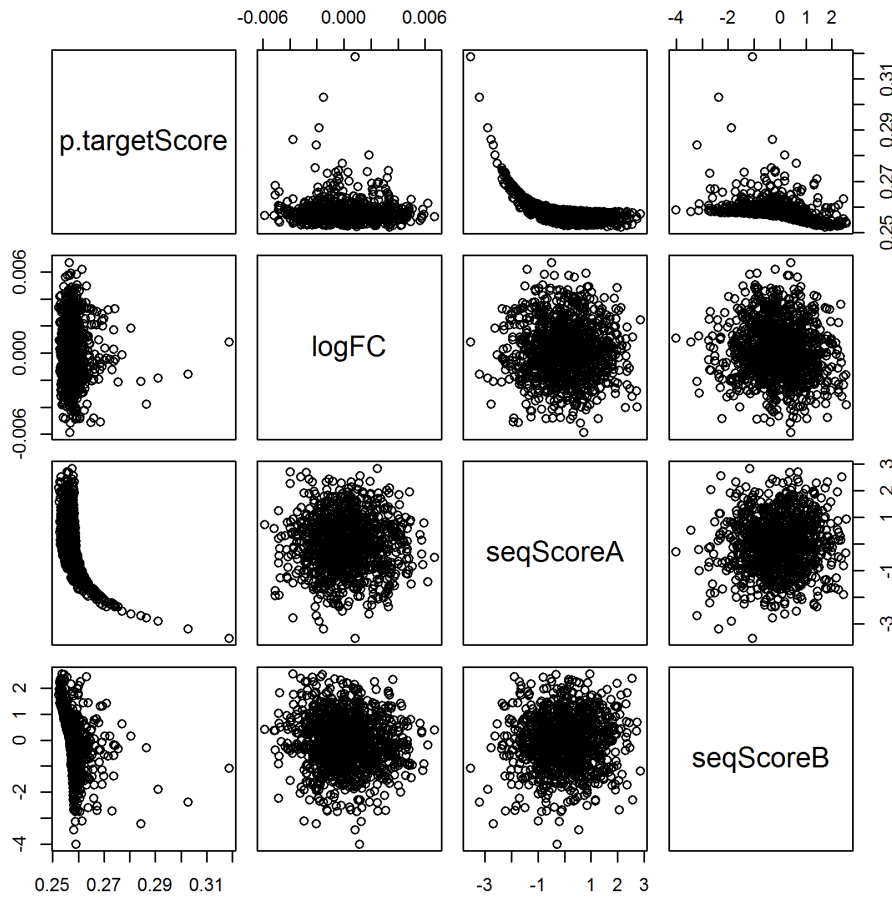 -0.006 0.000 0.006 -4 -2 0 2
p.targetScore
0.25 0.27 0.29 0.31
-0.006 0.000 0.006
logFC
seqScoreA
-3 -1 1 2 3
-4 -2 0 1 2
seqScoreB
0.25 0.27 0.29 0.31 -3 -1 1 2 3